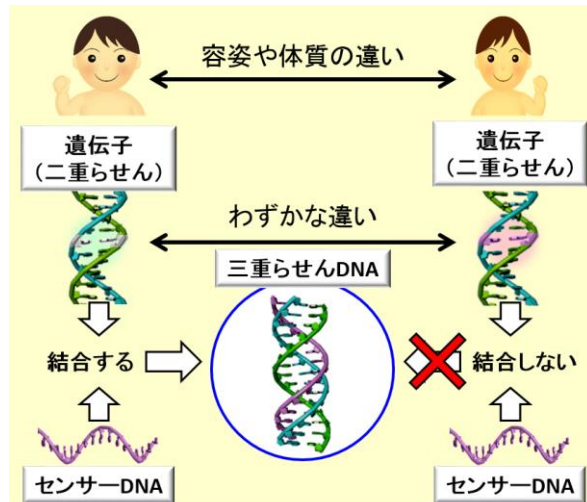 容姿や体質の違い
遺伝子
(二重らせん)
遺伝子
(二重らせん)
わずかな違い
三重らせんDNA
結合する
結合しない
センサーDNA
センサーDNA